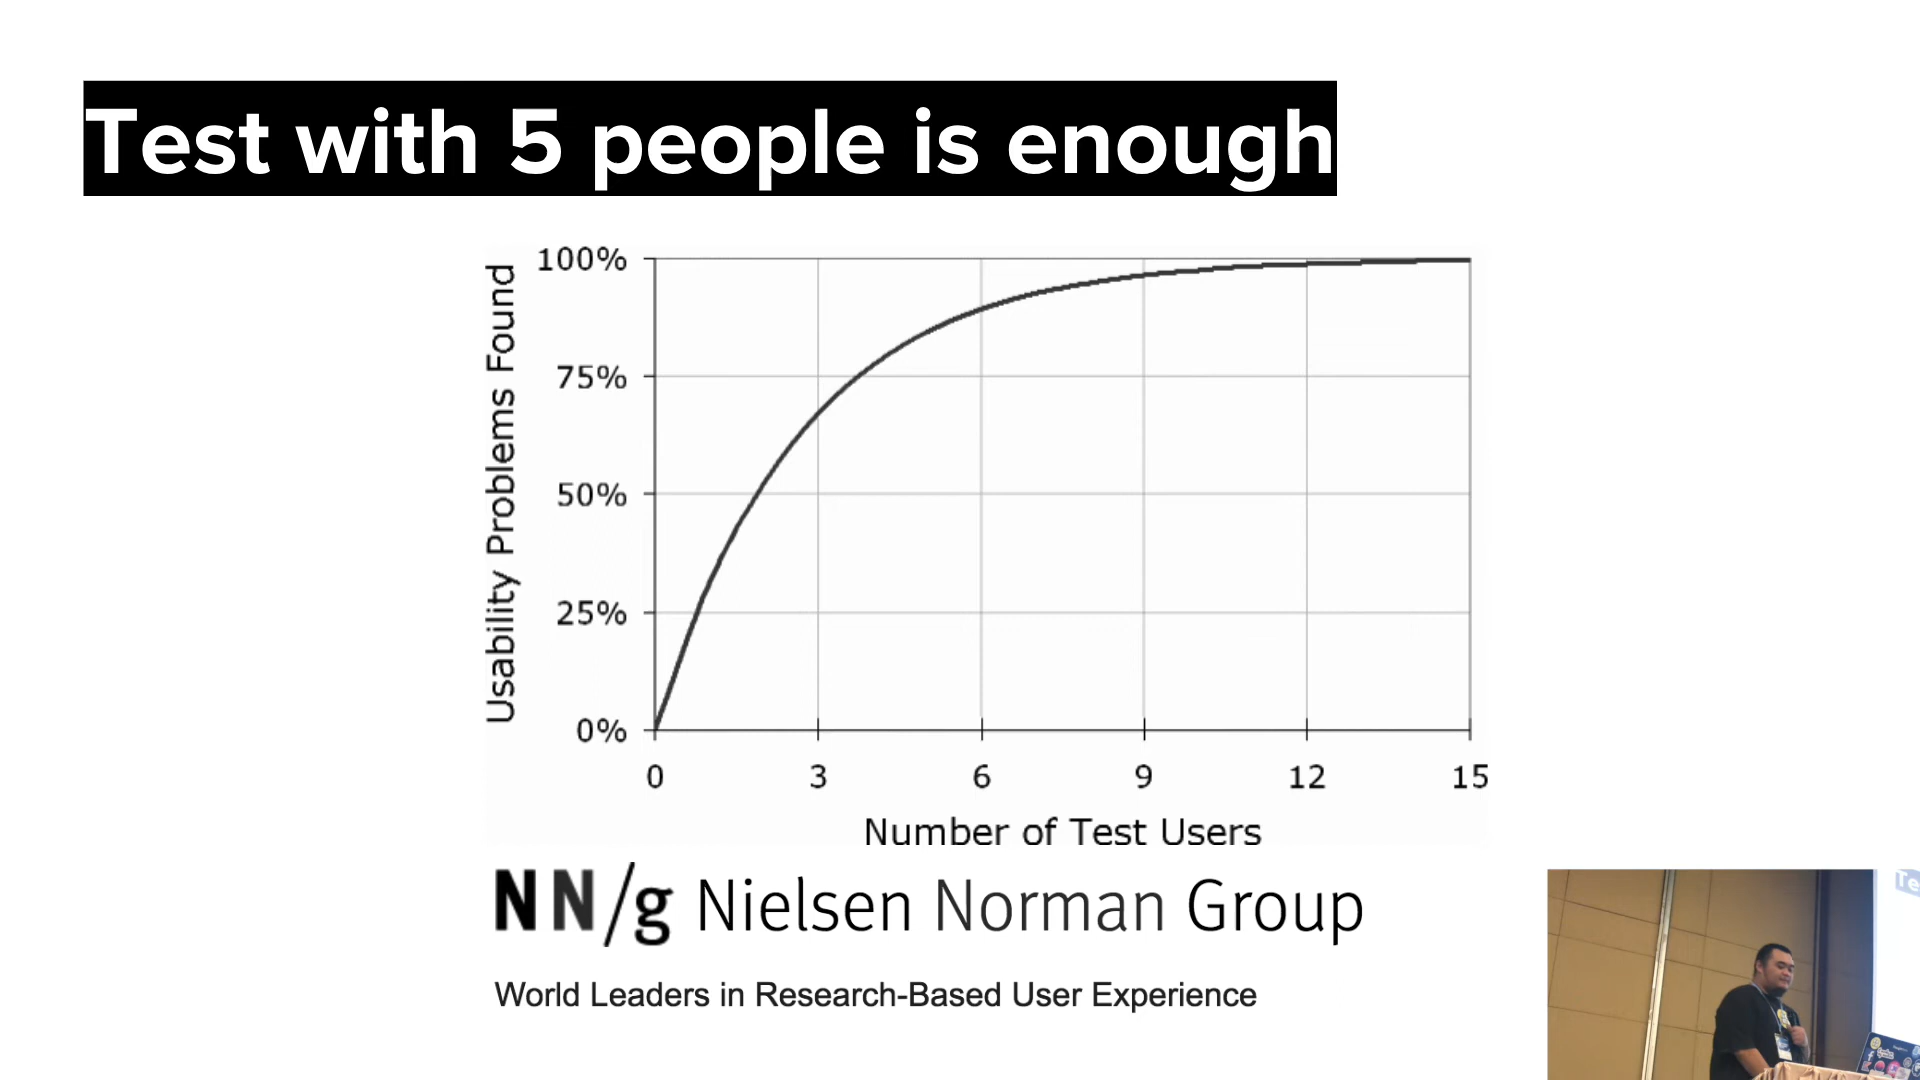 Test with 5 people is enough
Usability Problems Found
100%
75%
50%
25%
0%
0 3 6 9 12 15
Number of Test Users
NN/g Nielsen Norman Group
World Leaders in Research-Based User Experience
Te